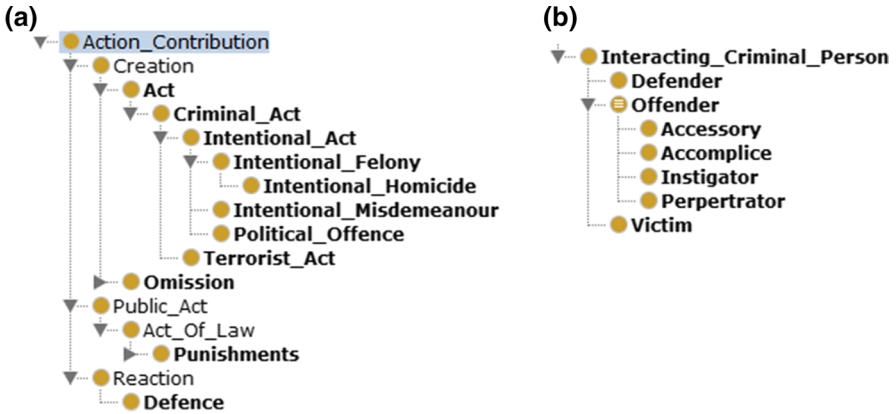 (a)
Action_Contribution
Creation
Act
Criminal_Act
Intentional_Act
Intentional_Felony
Intentional_Homicide
Intentional_Misdemeanour
Political_Offence
Terrorist_Act
Omission
Public_Act
Act_Of_Law
Punishments
Reaction
Defence
(b)
Interacting_Criminal_Person
Defender
Offender
Accessory
Accomplice
Instigator
Perpertrator
Victim